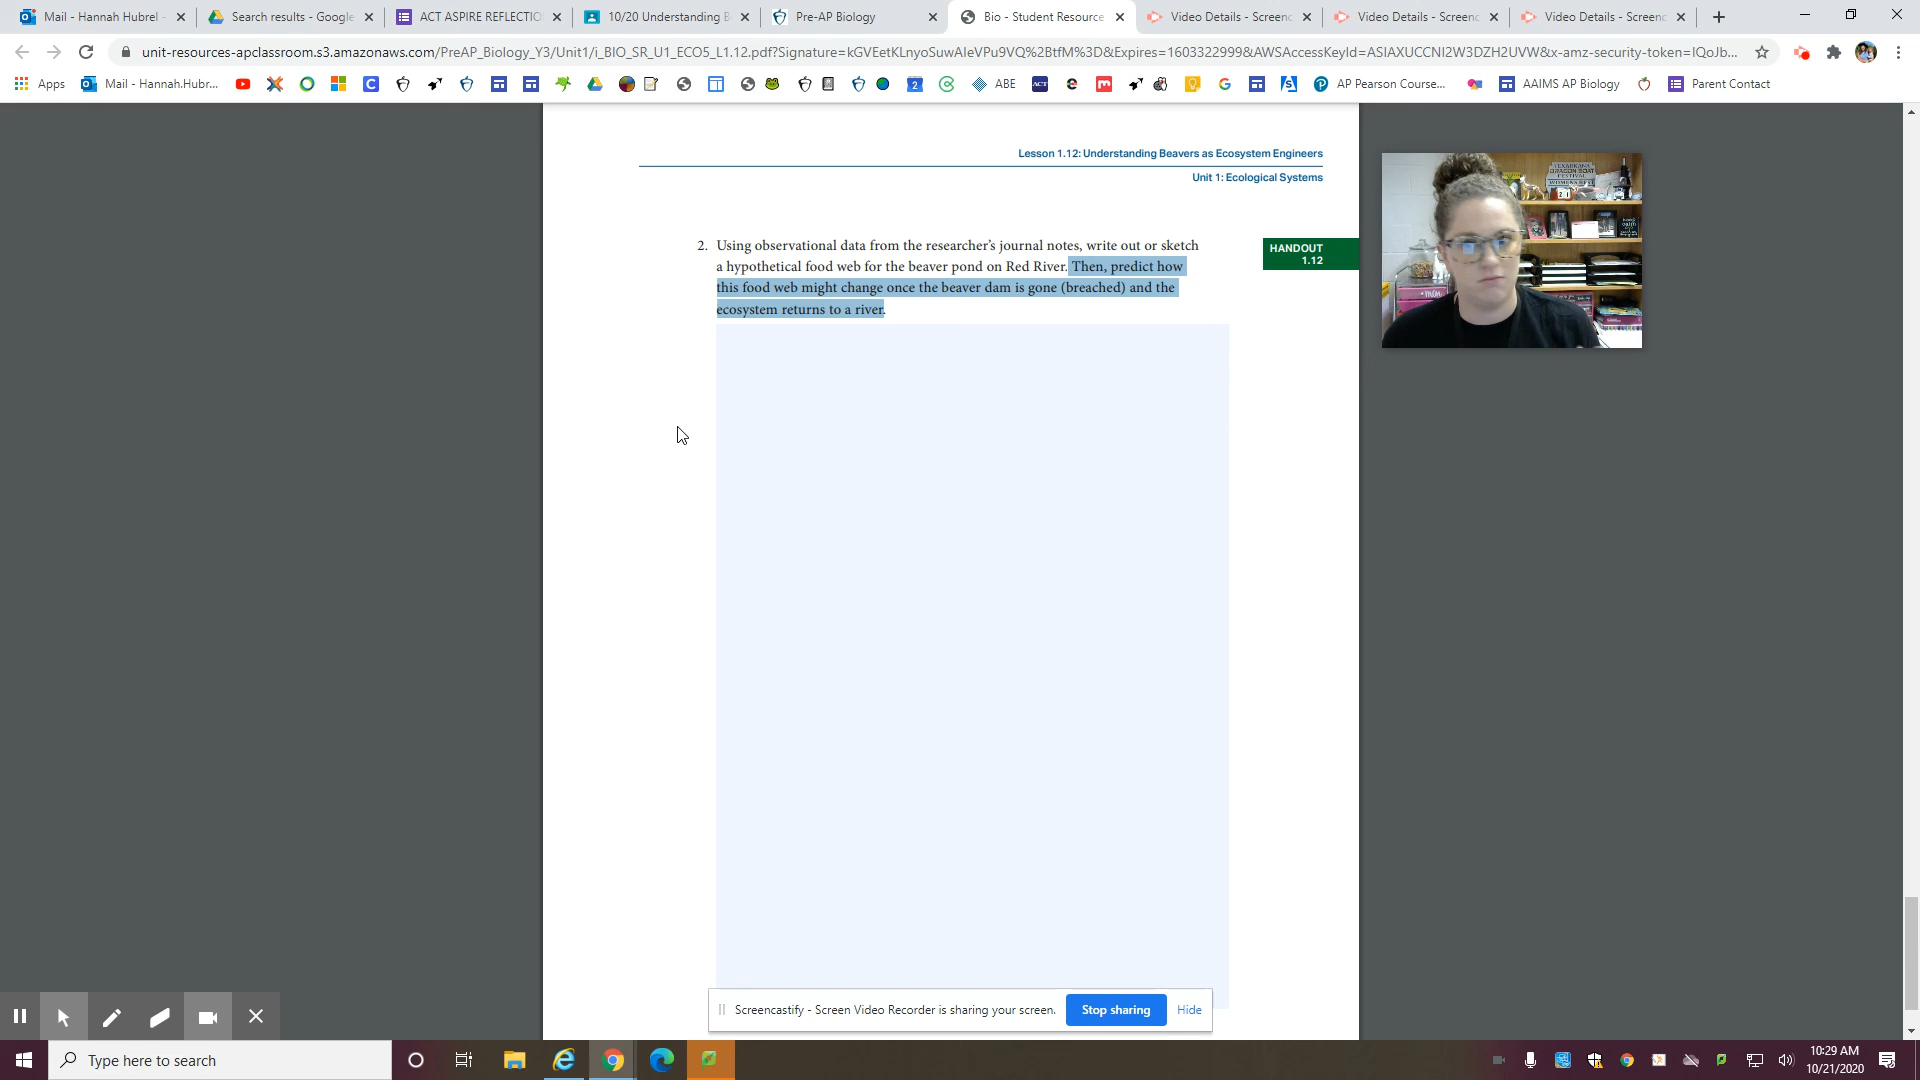 Mail - Hannah Hubrel -
Search results - Google
ACT ASPIRE REFLECTIO
10/20 Understanding B
Pre-AP Biology
Bio - Student Resource
Video Details - Screenc
Video Details - Screenc
Video Details - Screenc
unit-resources-apclassroom.s3.amazonaws.com/PreAP_Biology_Y3/Unit1/i_BIO_SR_U1_ECO5_L1.12.pdf?Signature=kGVEetKLnyoSuwAIeVPu9VQ%2BtfM%3D&Expires=1603322999&AWSAccessKeyId=ASIAXUCCNI2W3DZH2UVW&x-amz-security-token=IQoJb...
Apps
Mail - Hannah.Hubr...
ABE
ACT
AP Pearson Course...
AAIMS AP Biology
Parent Contact
Lesson 1.12: Understanding Beavers as Ecosystem Engineers
Unit 1: Ecological Systems
HANDOUT
1.12
2. Using observational data from the researcher's journal notes, write out or sketch
a hypothetical food web for the beaver pond on Red River. Then, predict how
this food web might change once the beaver dam is gone (breached) and the
ecosystem returns to a river.
DRAGON BOAT
FESTIVAL
Screencastify - Screen Video Recorder is sharing your screen.
Stop sharing
Hide
Type here to search
10:29 AM
10/21/2020